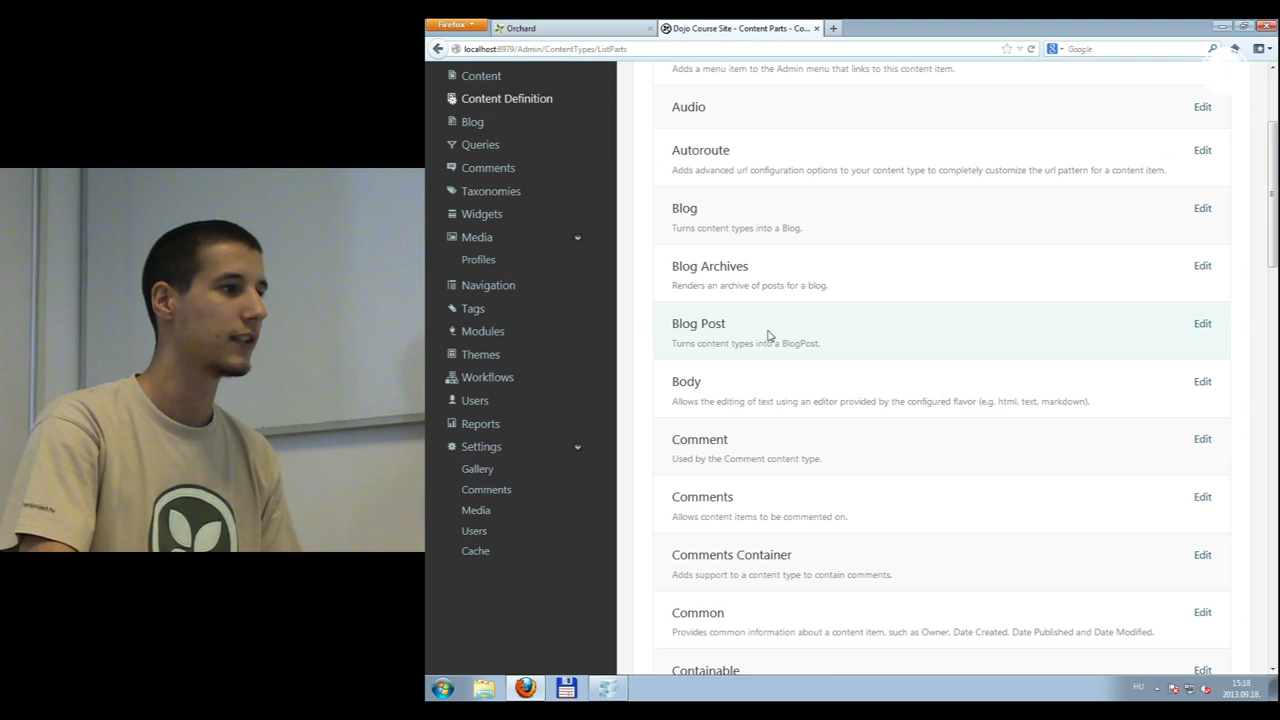 Firefox
Orchard
Dojo Course Site - Content Parts - Co...
localhost:8979/Admin/ContentTypes/ListParts
Google
Content
Content Definition
Blog
Queries
Comments
Taxonomies
Widgets
Media
Profiles
Navigation
Tags
Modules
Themes
Workflows
Users
Reports
Settings
Gallery
Comments
Media
Users
Cache
Adds a menu item to the Admin menu that links to this content item.
Audio Edit
Autoroute Edit
Adds advanced url configuration options to your content type to completely customize the url pattern for a content item.
Blog Edit
Turns content types into a Blog.
Blog Archives Edit
Renders an archive of posts for a blog.
Blog Post Edit
Turns content types into a BlogPost.
Body Edit
Allows the editing of text using an editor provided by the configured flavor (e.g. html, text, markdown).
Comment Edit
Used by the Comment content type.
Comments Edit
Allows content items to be commented on.
Comments Container Edit
Adds support to a content type to contain comments.
Common Edit
Provides common information about a content item, such as Owner, Date Created, Date Published and Date Modified.
Containable Edit
HU
15:18
2013.09.18.